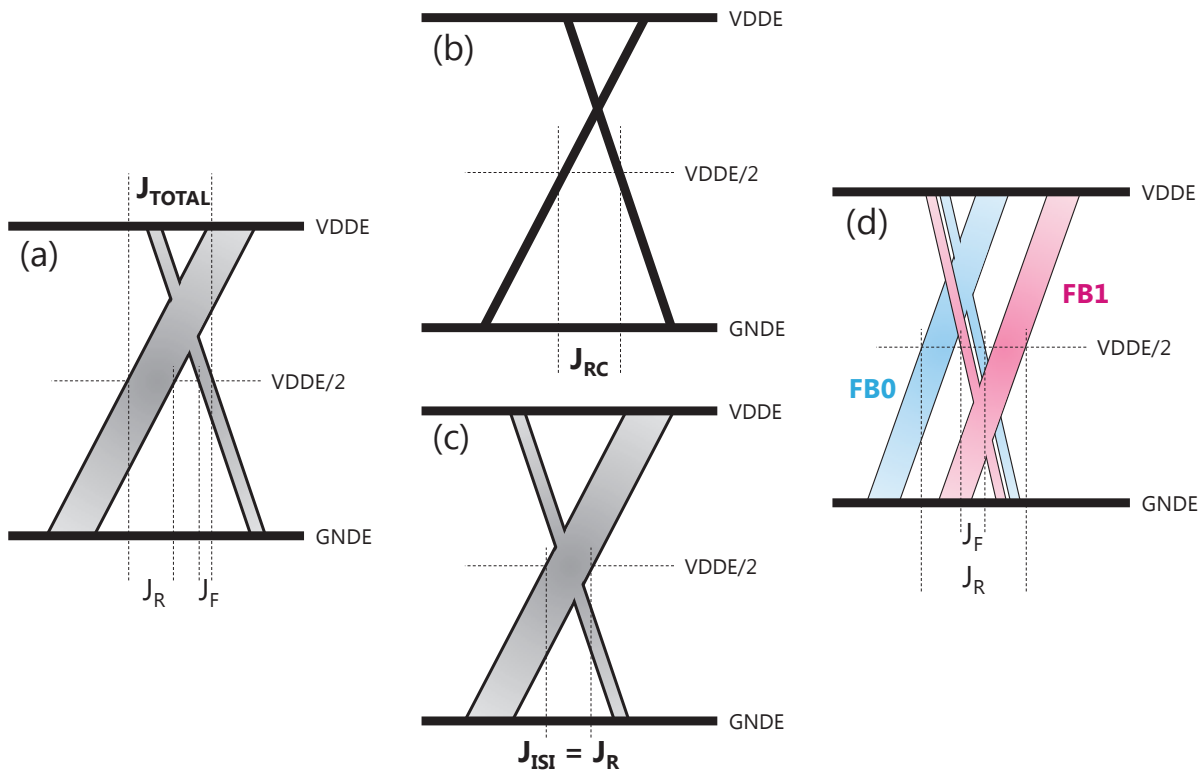 (a)
J_TOTAL
VDDE
VDDE/2
GNDE
J_R
J_F
(b)
VDDE
VDDE/2
GNDE
J_RC
(c)
VDDE
VDDE/2
GNDE
J_ISI = J_R
(d)
VDDE
FB1
VDDE/2
FB0
GNDE
J_F
J_R